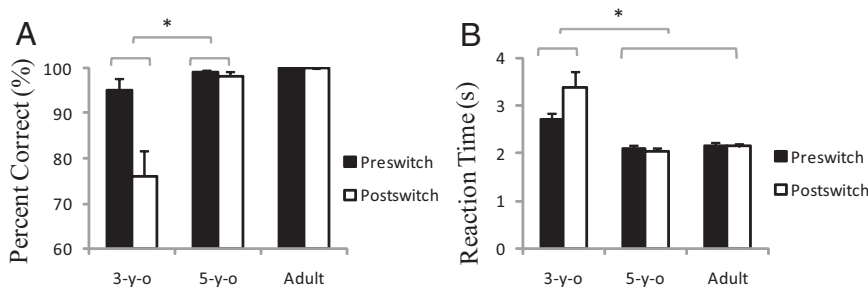 A
*
Percent Correct (%)
100
90
80
70
60
3-y-o 5-y-o Adult
Preswitch
Postswitch
B
*
Reaction Time (s)
4
3
2
1
0
3-y-o 5-y-o Adult
Preswitch
Postswitch